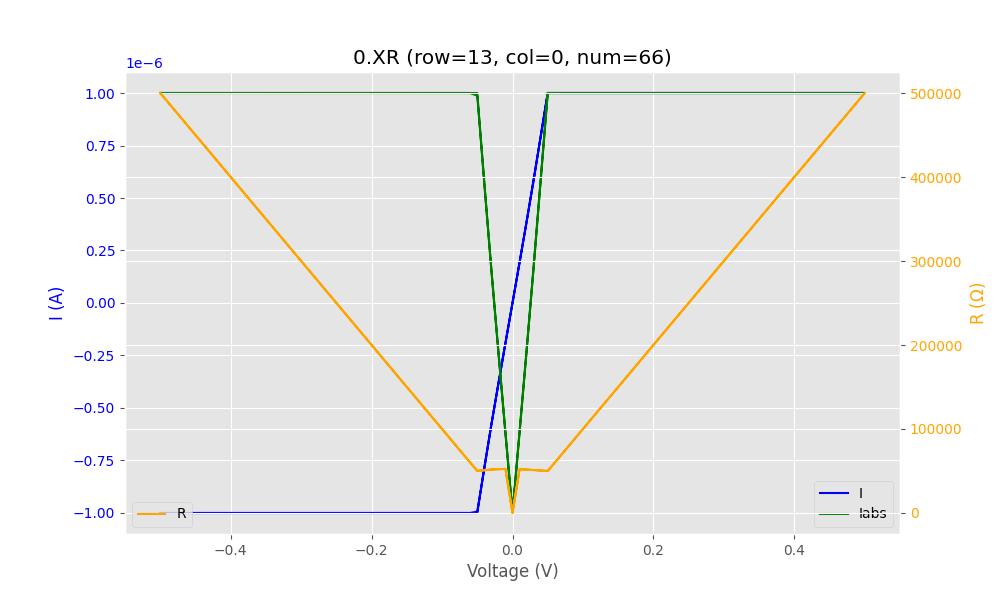 0.XR (row=13, col=0, num=66)
1e−6
1.00
0.75
0.50
0.25
0.00
−0.25
−0.50
−0.75
−1.00
I (A)
500000
400000
300000
200000
100000
0
R (Ω)
R
I
Iabs
−0.4
−0.2
0.0
0.2
0.4
Voltage (V)